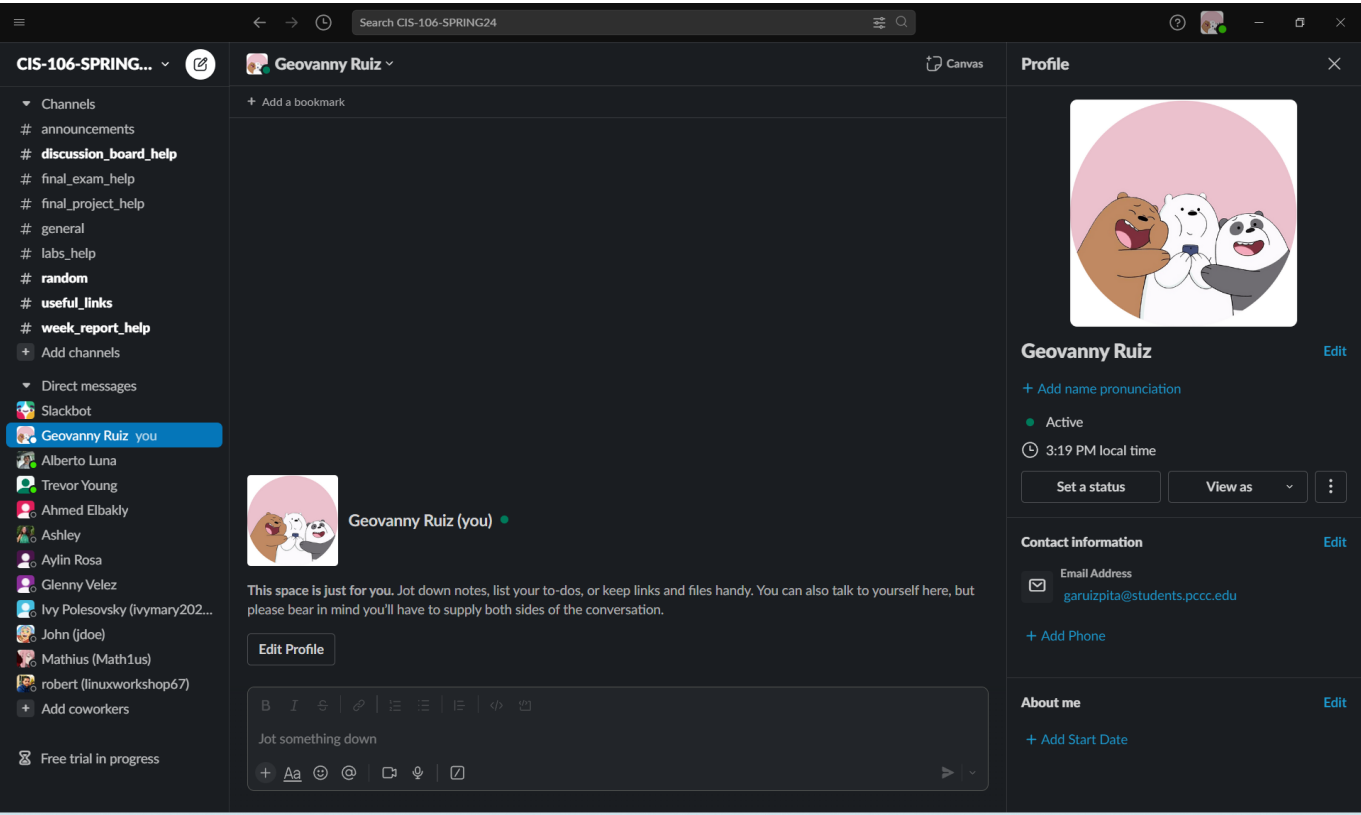 Search CIS-106-SPRING24
CIS-106-SPRING...
Channels
# announcements
# discussion_board_help
# final_exam_help
# final_project_help
# general
# labs_help
# random
# useful_links
# week_report_help
+ Add channels
Direct messages
Slackbot
Geovanny Ruiz you
Alberto Luna
Trevor Young
Ahmed Elbakly
Ashley
Aylin Rosa
Glenny Velez
Ivy Polesovsky (ivymary202...
John (jdoe)
Mathius (Math1us)
robert (linuxworkshop67)
+ Add coworkers
Free trial in progress
Geovanny Ruiz
Canvas
+ Add a bookmark
Geovanny Ruiz (you)
This space is just for you. Jot down notes, list your to-dos, or keep links and files handy. You can also talk to yourself here, but
please bear in mind you'll have to supply both sides of the conversation.
Edit Profile
B I S
Jot something down
+ Aa @
Profile
Geovanny Ruiz Edit
+ Add name pronunciation
Active
3:19 PM local time
Set a status View as
Contact information Edit
Email Address
garuizpita@students.pccc.edu
+ Add Phone
About me Edit
+ Add Start Date